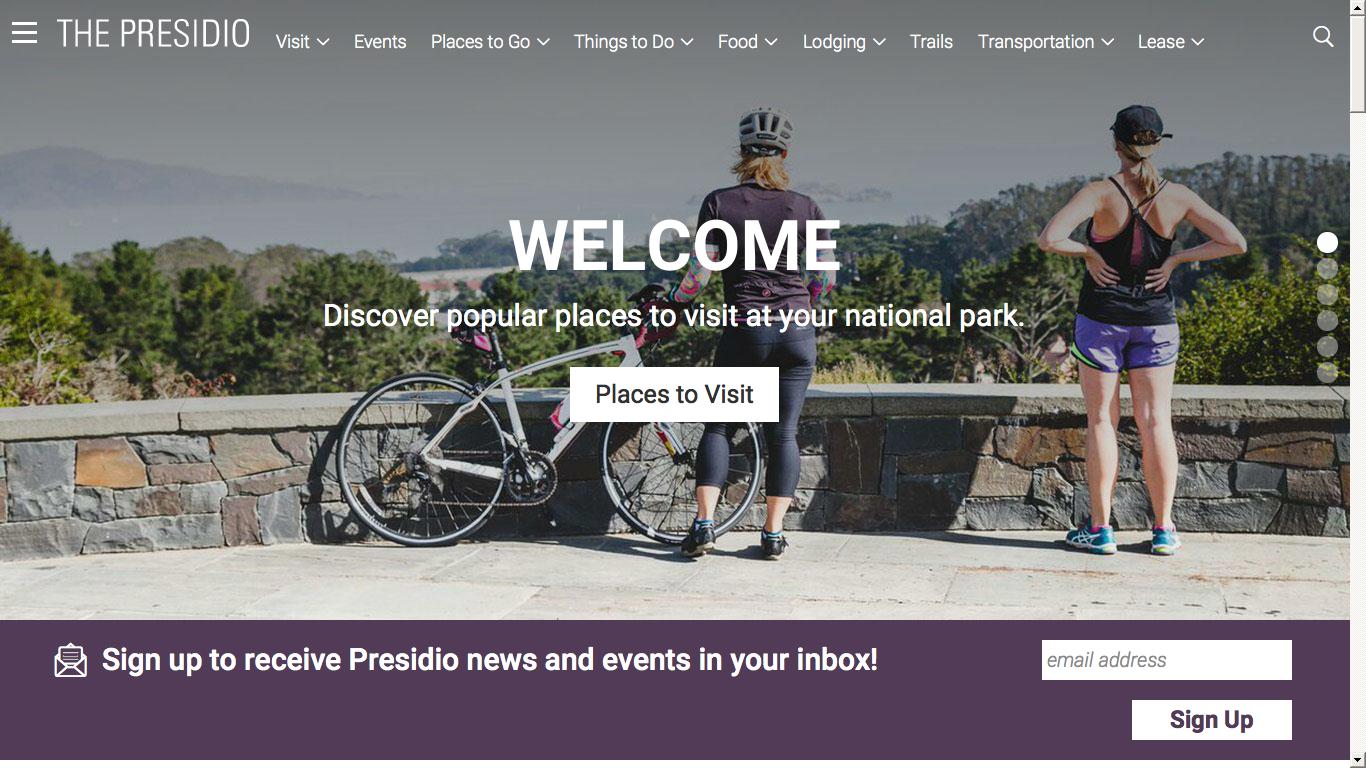 THE PRESIDIO
Visit Events Places to Go Things to Do Food Lodging Trails Transportation Lease
WELCOME
Discover popular places to visit at your national park.
Places to Visit
Sign up to receive Presidio news and events in your inbox!
email address
Sign Up